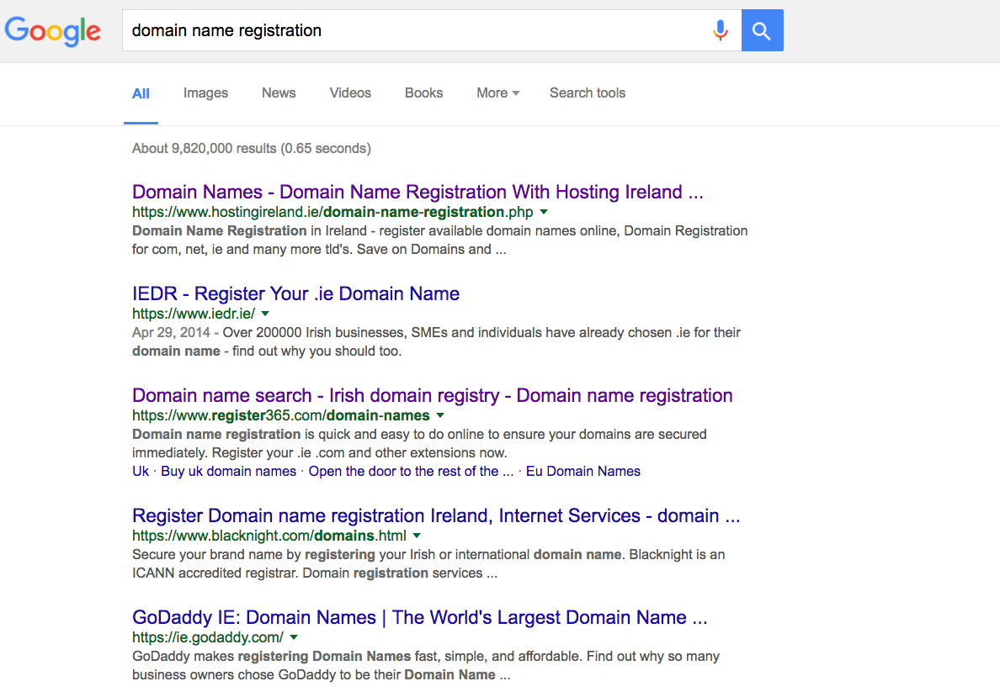 Google
domain name registration
All Images News Videos Books More Search tools
About 9,820,000 results (0.65 seconds)
Domain Names - Domain Name Registration With Hosting Ireland ...
https://www.hostingireland.ie/domain-name-registration.php
Domain Name Registration in Ireland - register available domain names online, Domain Registration
for com, net, ie and many more tld's. Save on Domains and ...
IEDR - Register Your .ie Domain Name
https://www.iedr.ie/
Apr 29, 2014 - Over 200000 Irish businesses, SMEs and individuals have already chosen .ie for their
domain name - find out why you should too.
Domain name search - Irish domain registry - Domain name registration
https://www.register365.com/domain-names
Domain name registration is quick and easy to do online to ensure your domains are secured
immediately. Register your .ie .com and other extensions now.
Uk · Buy uk domain names · Open the door to the rest of the ... · Eu Domain Names
Register Domain name registration Ireland, Internet Services - domain ...
https://www.blacknight.com/domains.html
Secure your brand name by registering your Irish or international domain name. Blacknight is an
ICANN accredited registrar. Domain registration services ...
GoDaddy IE: Domain Names | The World's Largest Domain Name ...
https://ie.godaddy.com/
GoDaddy makes registering Domain Names fast, simple, and affordable. Find out why so many
business owners chose GoDaddy to be their Domain Name ...